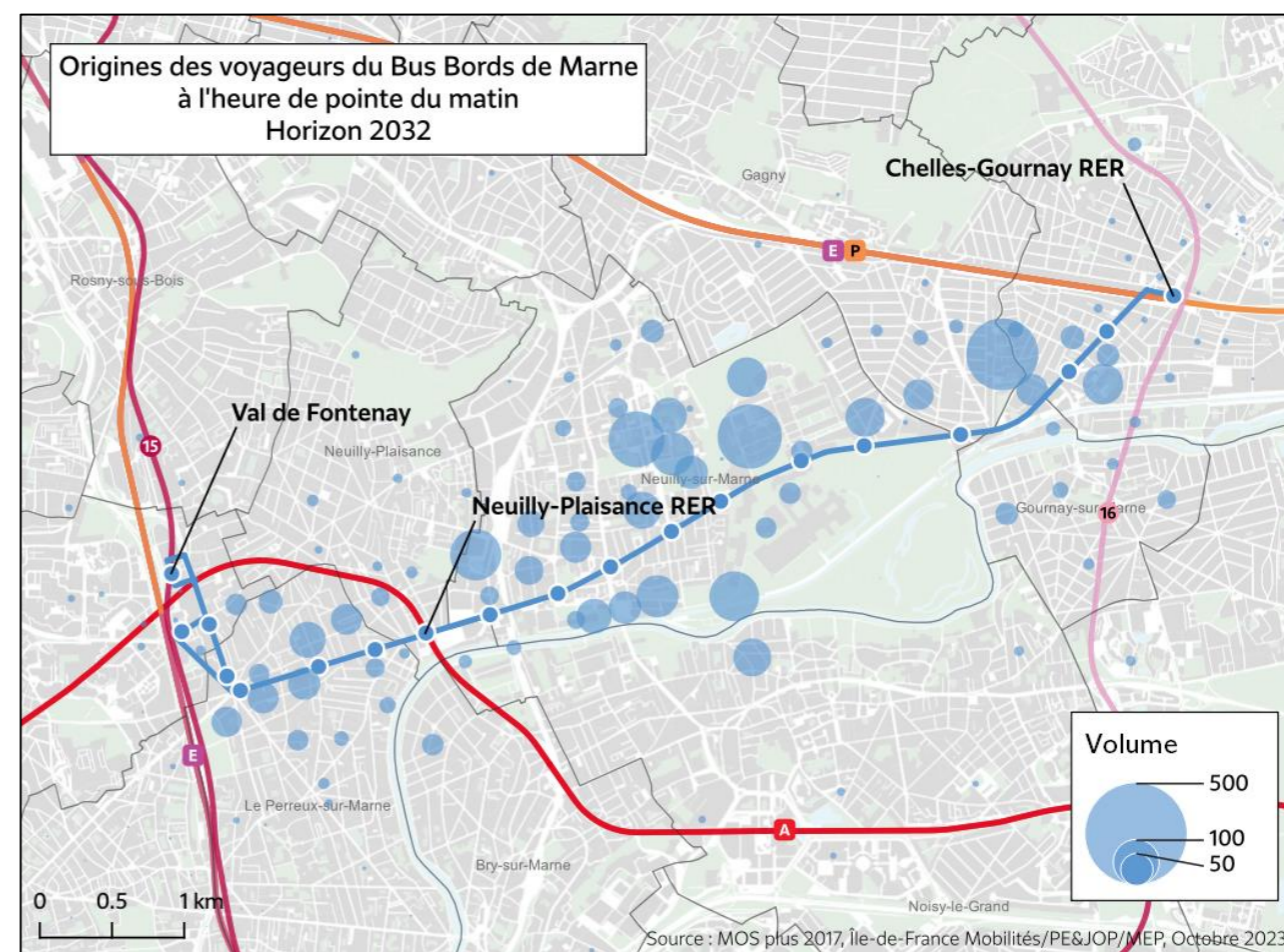 Origines des voyageurs du Bus Bords de Marne
à l'heure de pointe du matin
Horizon 2032
Chelles-Gournay RER
Gagny
E P
Rosny-sous-Bois
Val de Fontenay
15
Neuilly-Plaisance
Neuilly-sur-Marne
Neuilly-Plaisance RER
Gournay-sur-Marne
16
E
Le Perreux-sur-Marne
A
Bry-sur-Marne
Noisy-le-Grand
Volume
500
100
50
0 0.5 1 km
Source : MOS plus 2017, Île-de-France Mobilités/PE&JOP/MEP, Octobre 2023